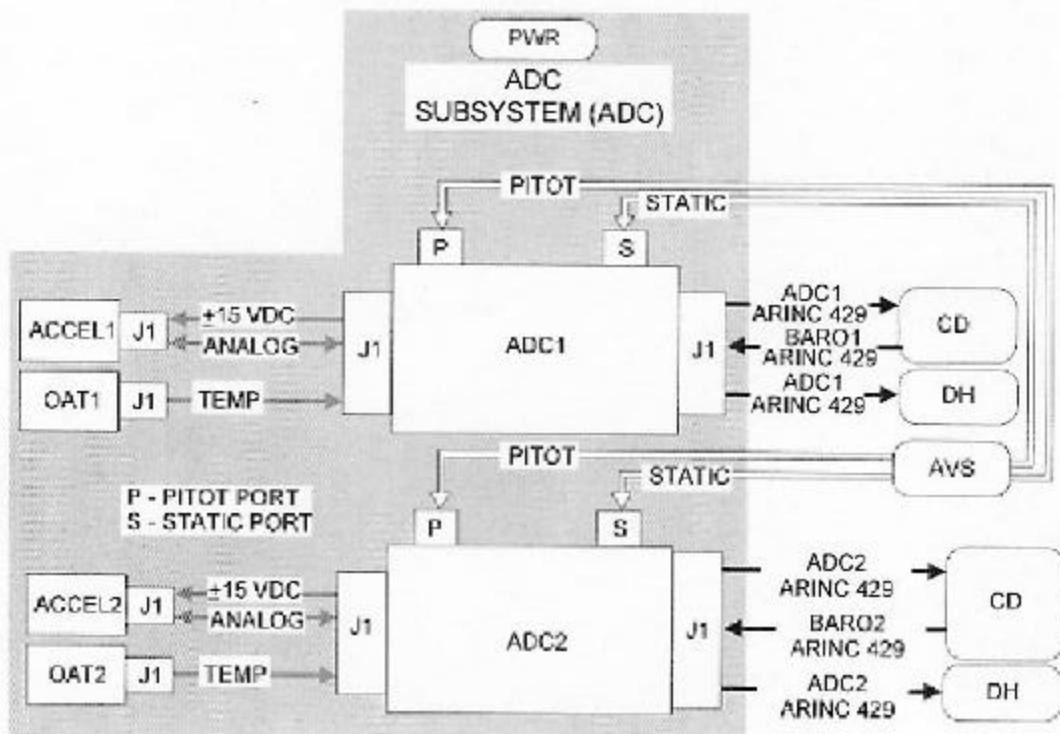 PWR
ADC
SUBSYSTEM (ADC)
PITOT
STATIC
P
S
ACCEL1
J1
±15 VDC
ANALOG
J1
ADC1
J1
ADC1
ARINC 429
BARO1
ARINC 429
CD
OAT1
J1
TEMP
ADC1
ARINC 429
DH
PITOT
STATIC
AVS
P - PITOT PORT
S - STATIC PORT
P
S
ACCEL2
J1
±15 VDC
ANALOG
J1
ADC2
J1
ADC2
ARINC 429
BARO2
ARINC 429
CD
OAT2
J1
TEMP
ADC2
ARINC 429
DH